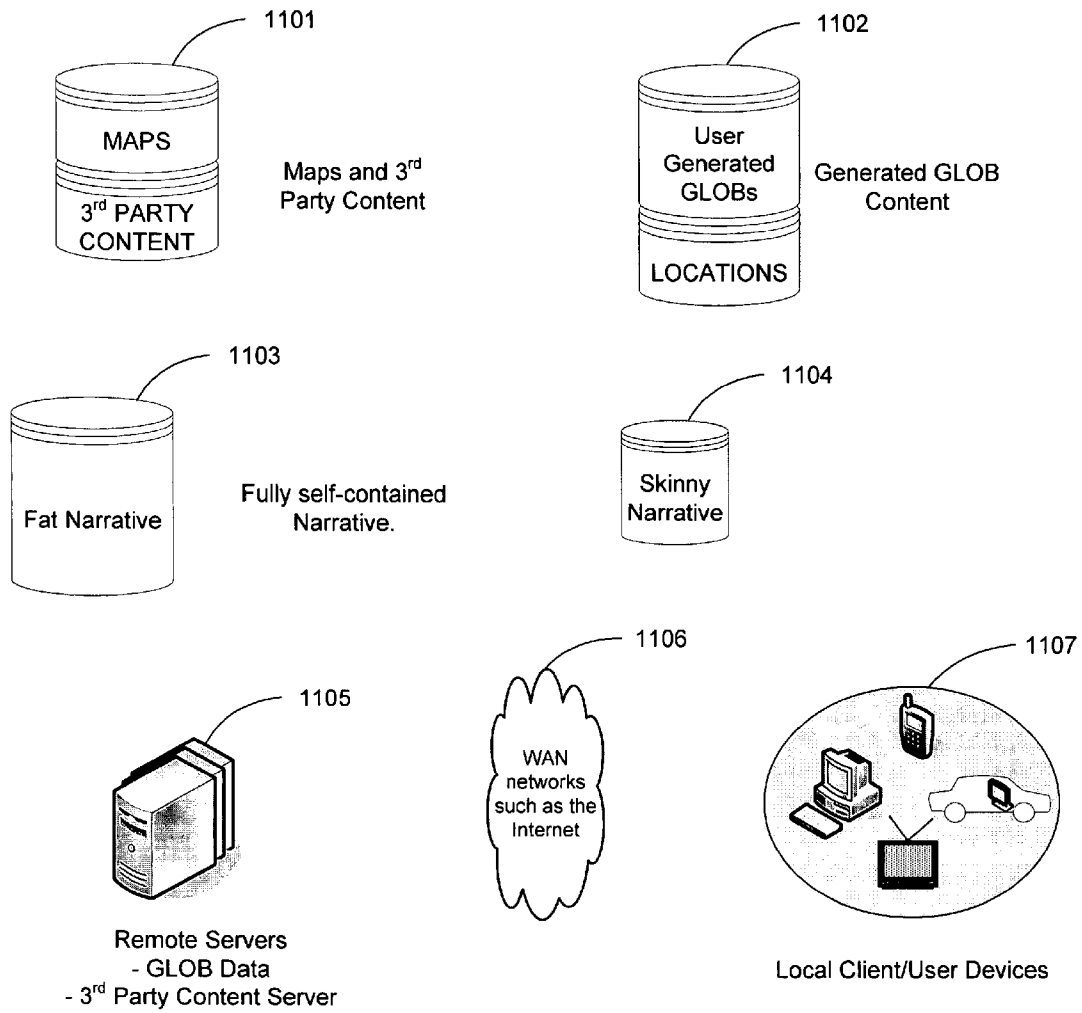 1101
MAPS
3rd PARTY
CONTENT
Maps and 3rd
Party Content
1102
User
Generated
GLOBs
LOCATIONS
Generated GLOB
Content
1103
Fat Narrative
Fully self-contained
Narrative.
1104
Skinny
Narrative
1105
Remote Servers
- GLOB Data
- 3rd Party Content Server
1106
WAN
networks
such as the
Internet
1107
Local Client/User Devices